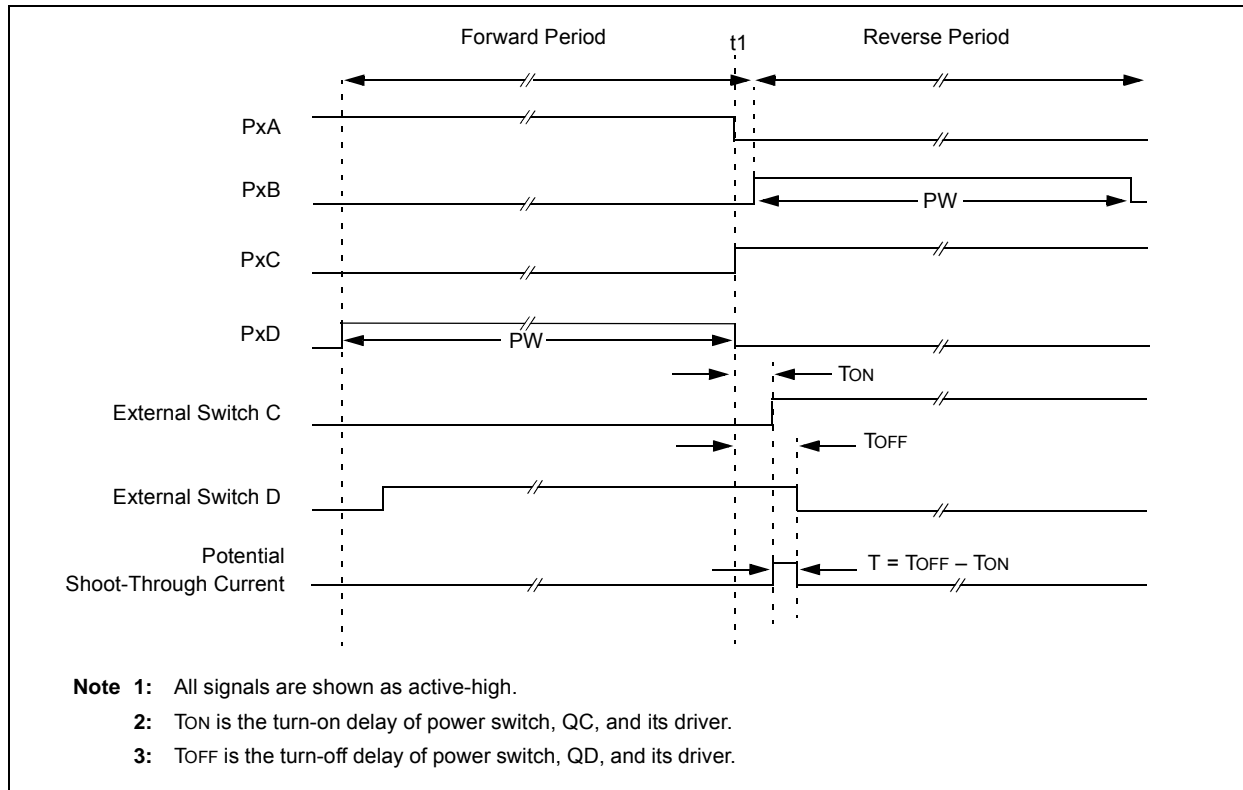 Forward Period
t1
Reverse Period
PxA
PxB
PW
PxC
PxD
PW
TON
External Switch C
TOFF
External Switch D
Potential
Shoot-Through Current
T = TOFF – TON
Note 1: All signals are shown as active-high.
2: TON is the turn-on delay of power switch, QC, and its driver.
3: TOFF is the turn-off delay of power switch, QD, and its driver.